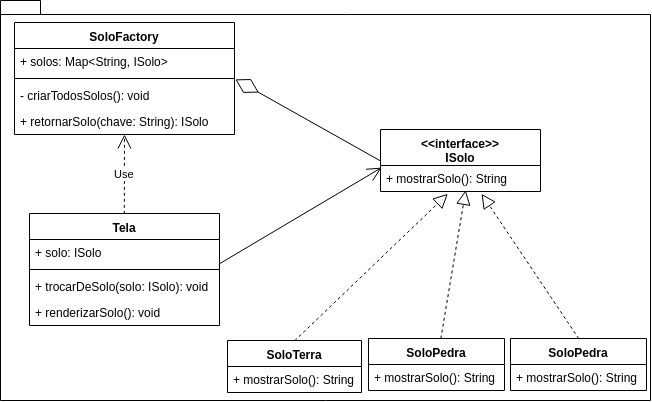 SoloFactory
+ solos: Map<String, ISolo>
- criarTodosSolos(): void
+ retornarSolo(chave: String): ISolo
<<interface>>
ISolo
+ mostrarSolo(): String
Use
Tela
+ solo: ISolo
+ trocarDeSolo(solo: ISolo): void
+ renderizarSolo(): void
SoloTerra
+ mostrarSolo(): String
SoloPedra
+ mostrarSolo(): String
SoloPedra
+ mostrarSolo(): String